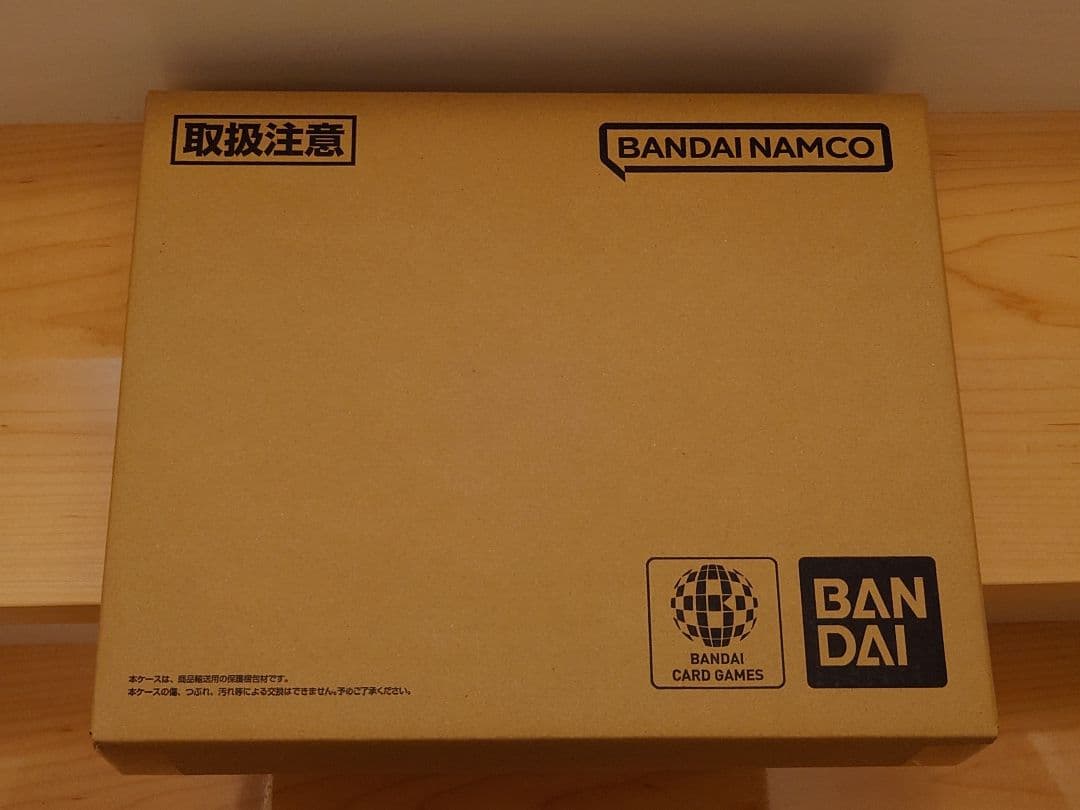 取扱注意
BANDAI NAMCO
BANDAI
CARD GAMES
BAN
DAI
本ケースは、商品輸送用の保護梱包材です。
本ケースの傷、つぶれ、汚れ等による交換はできません。予めご了承ください。